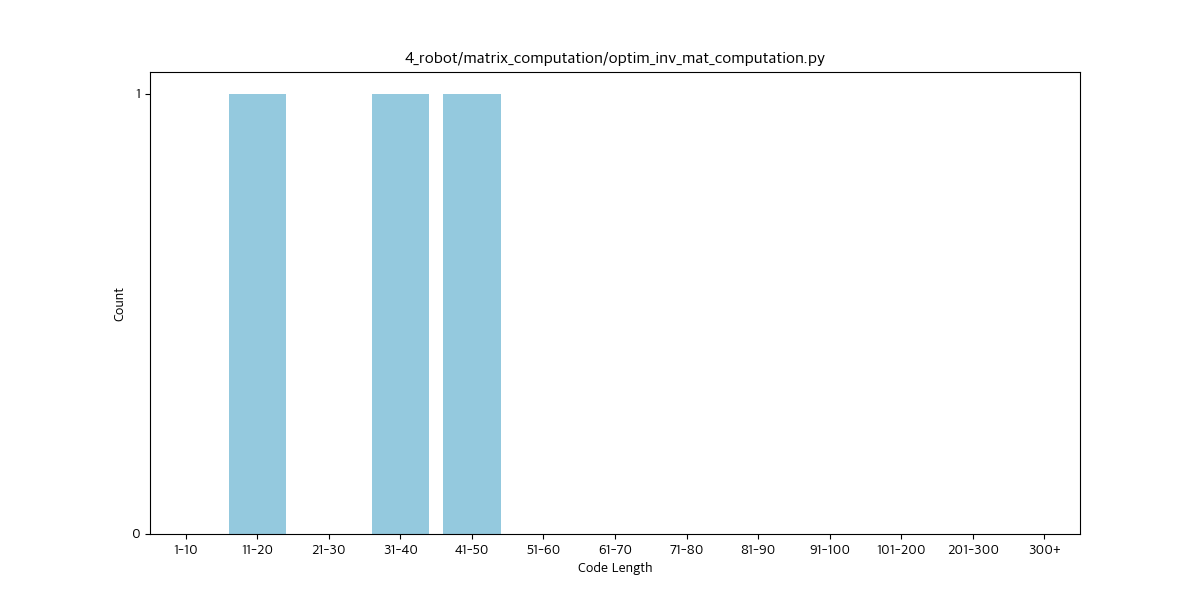 4_robot/matrix_computation/optim_inv_mat_computation.py
1
Count
0
1-10 11-20 21-30 31-40 41-50 51-60 61-70 71-80 81-90 91-100 101-200 201-300 300+
Code Length